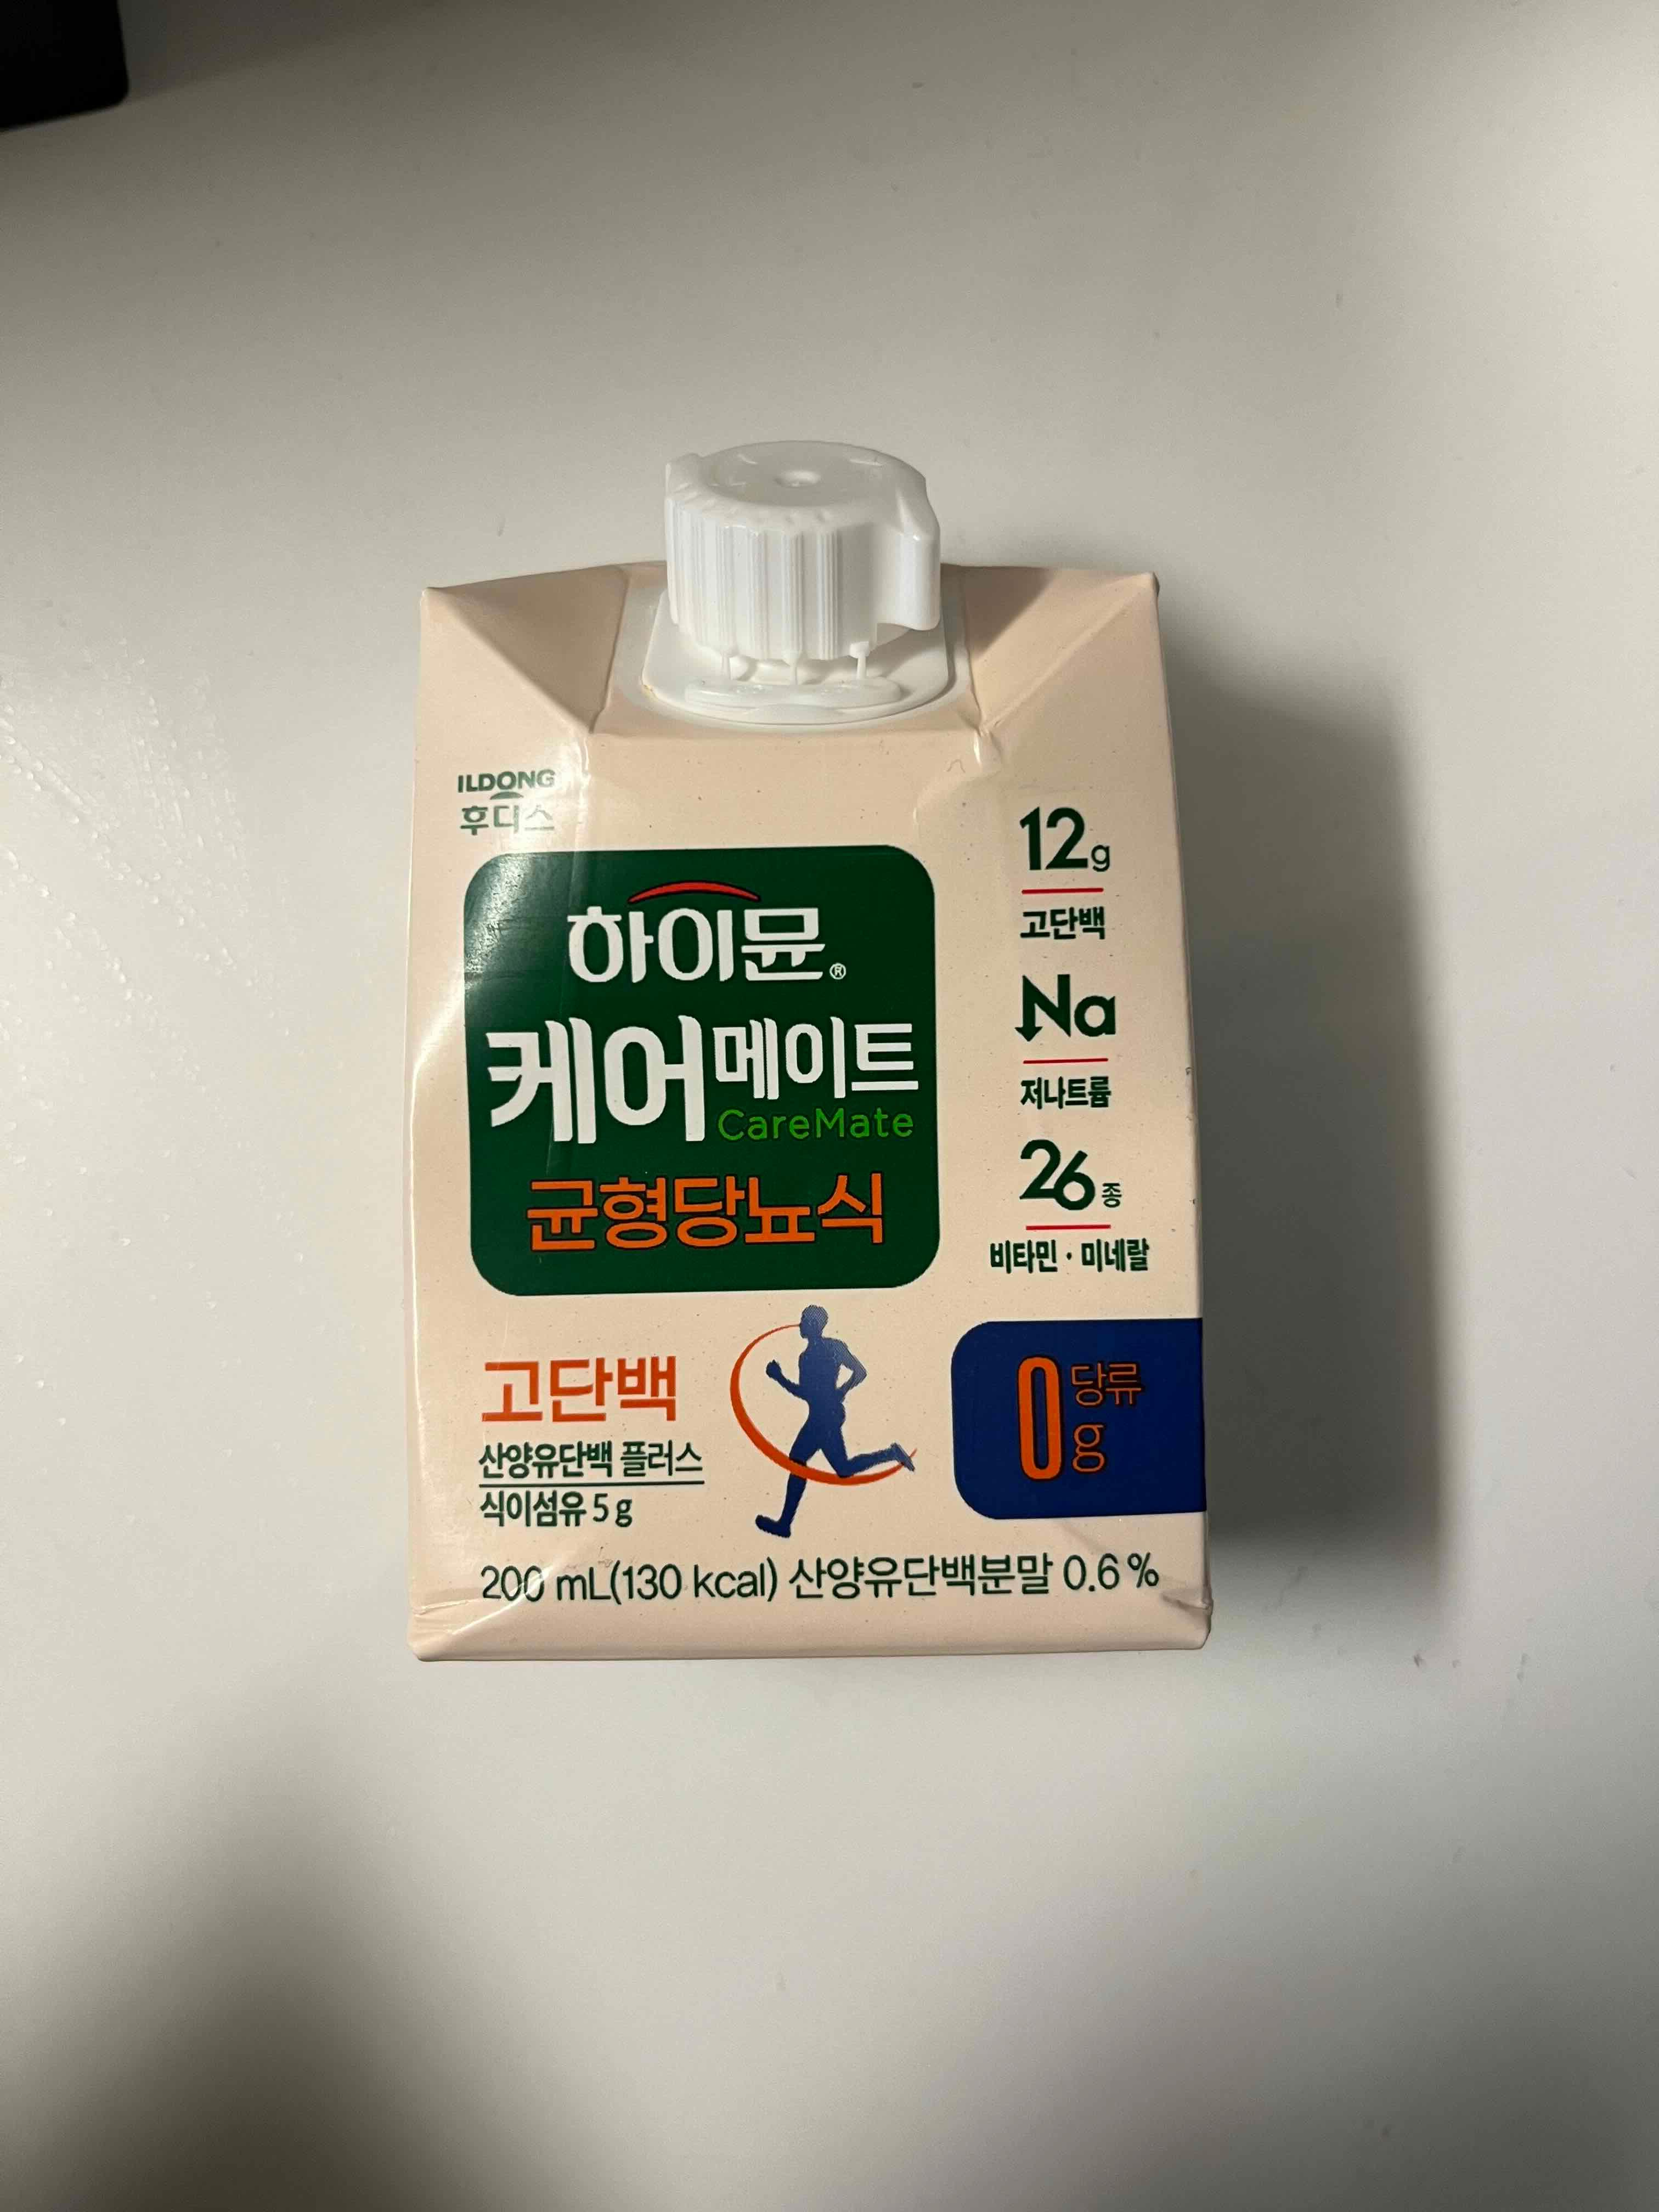 ILDONG
후디스
하이뮨®
케어메이트
CareMate
균형당뇨식
12g
고단백
Na
저나트륨
26종
비타민·미네랄
고단백
산양유단백 플러스
식이섬유 5 g
0 당류
g
200 mL(130 kcal) 산양유단백분말 0.6 %